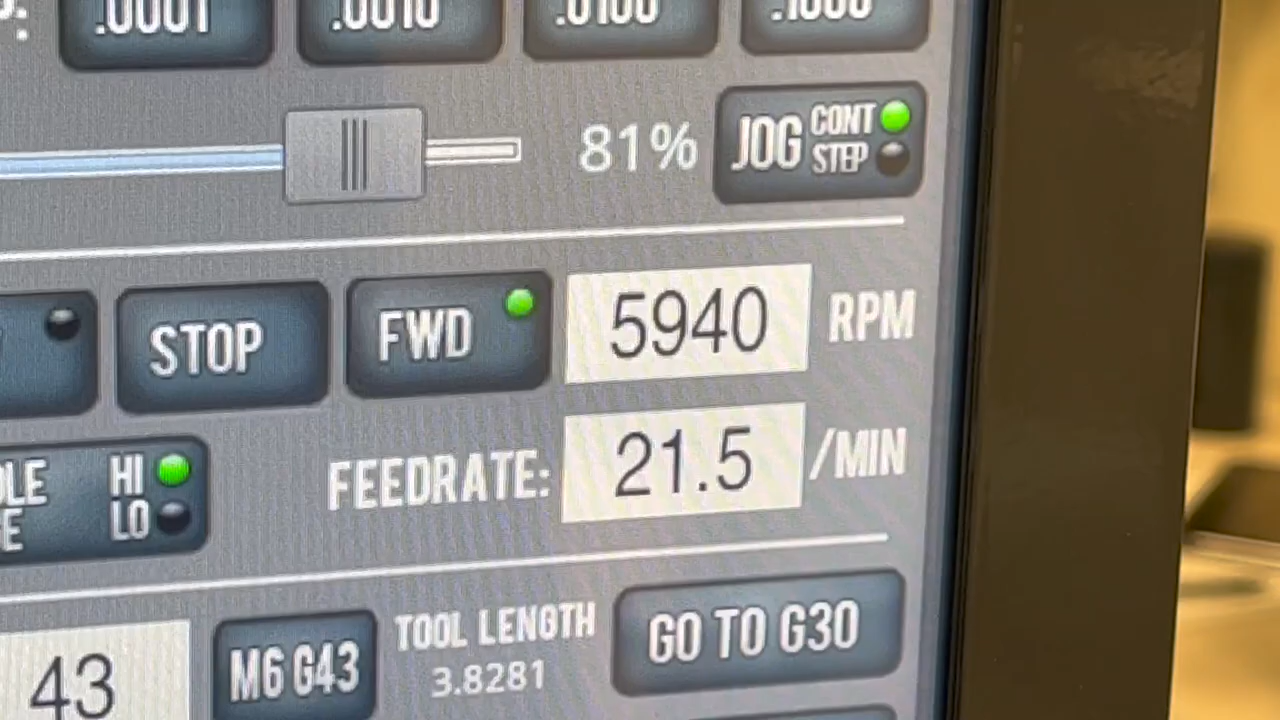 .0001 .0010 .0100 .1000
81% JOG CONT STEP
STOP FWD 5940 RPM
HI LO FEEDRATE: 21.5 /MIN
43 M6 G43 TOOL LENGTH 3.8281 GO TO G30